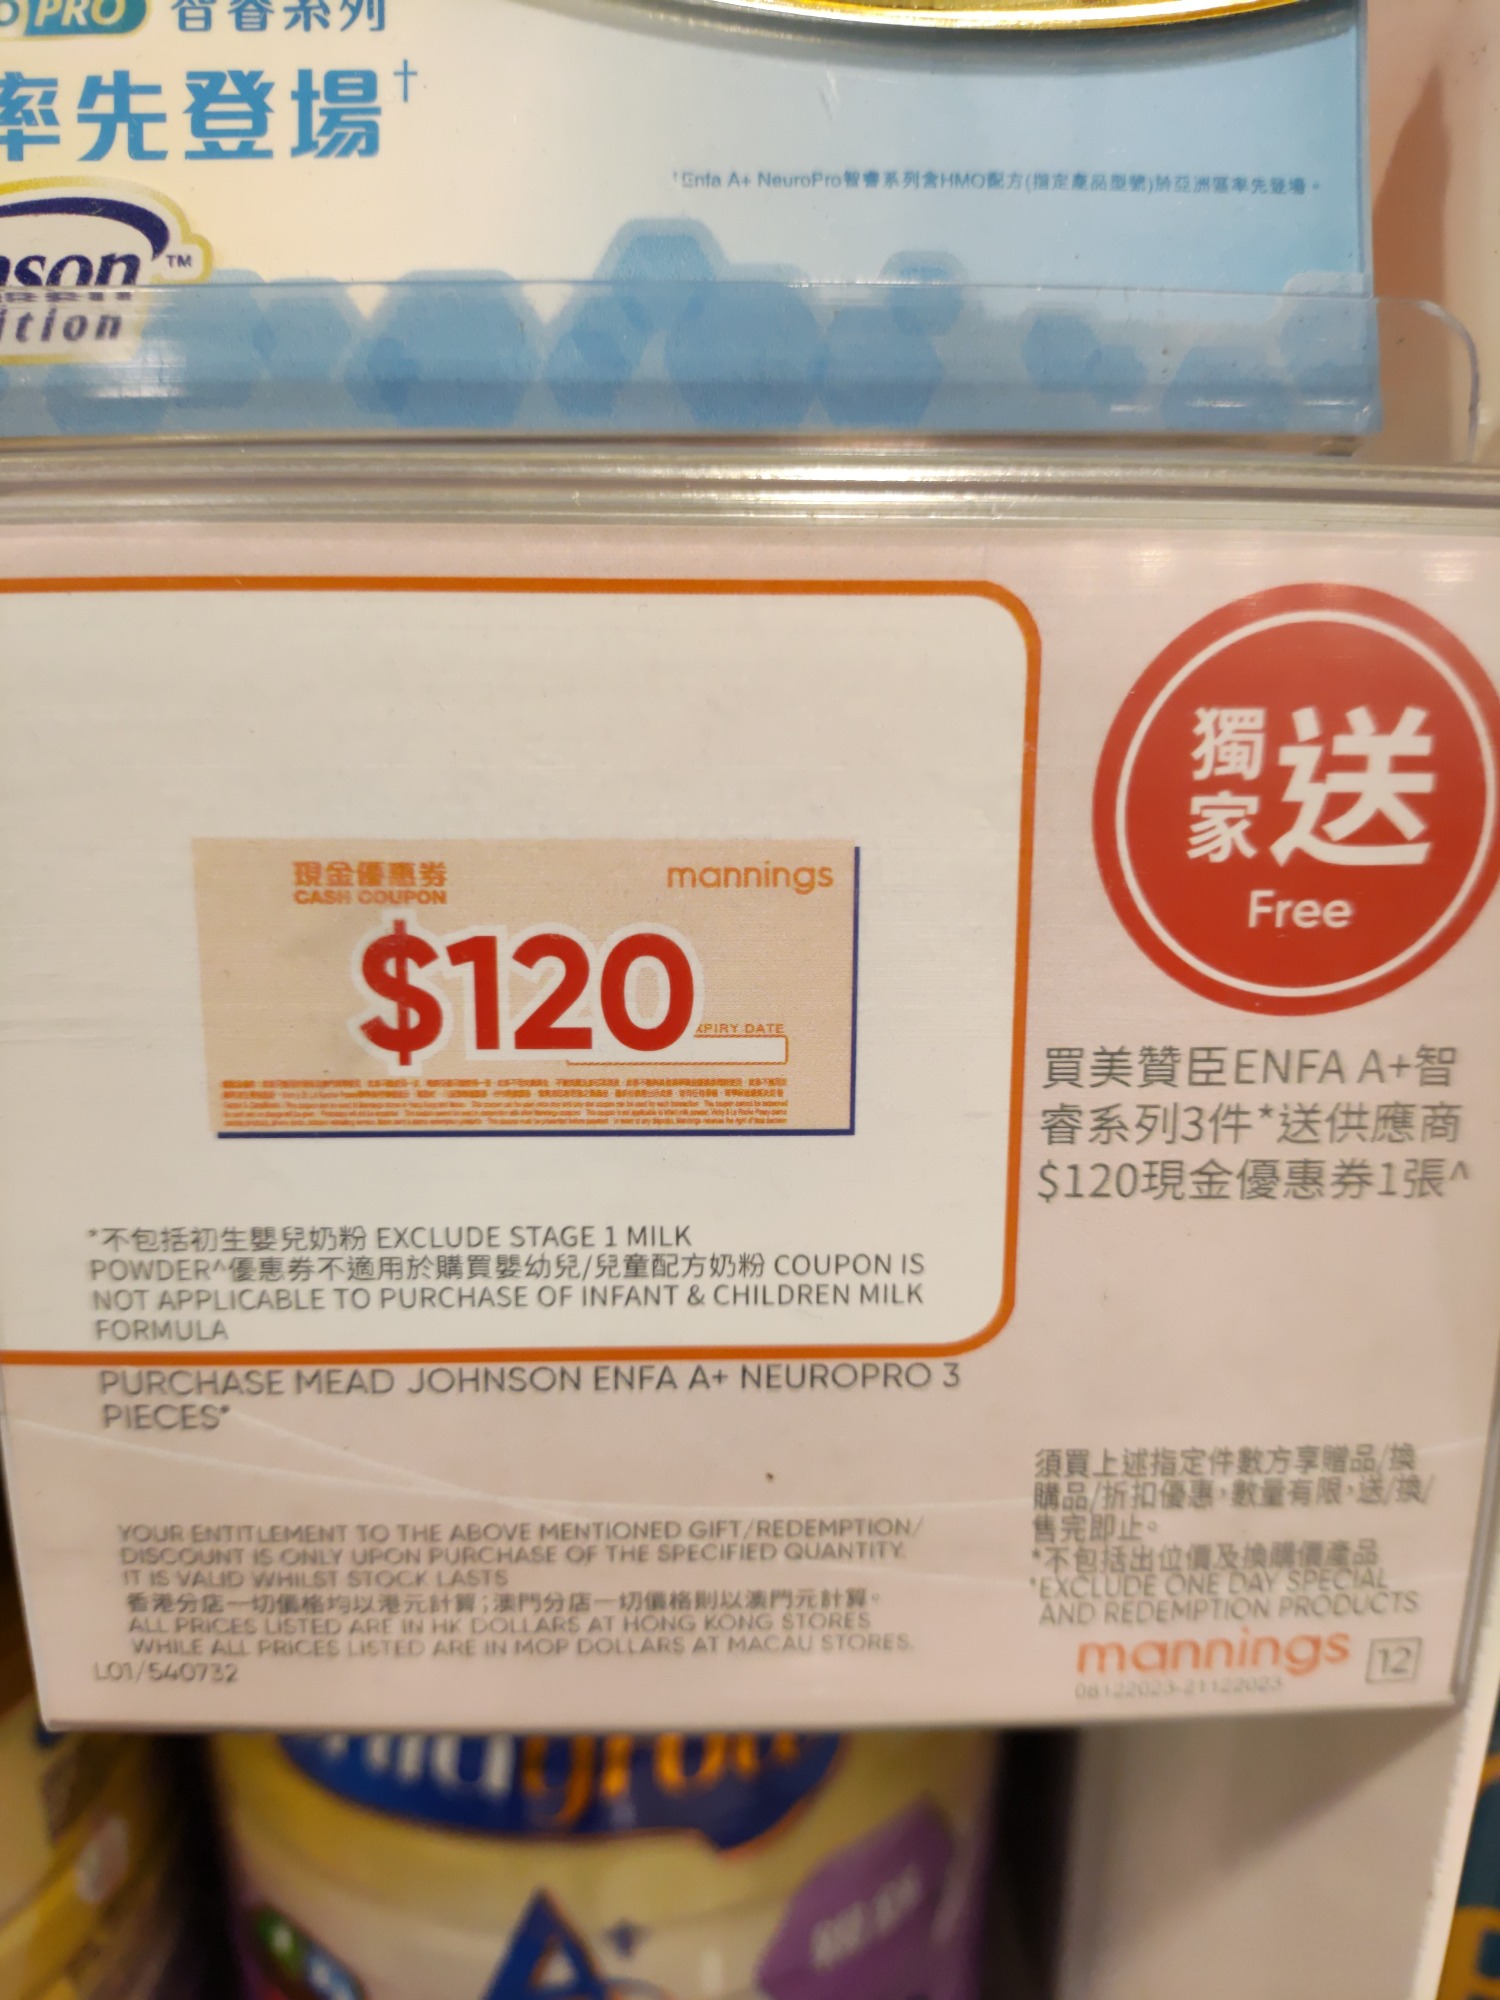 PRO 智睿系列
率先登場†
†Enfa A+ NeuroPro智睿系列含HMO配方(指定產品型號)於亞洲區率先登場。
TM
現金優惠券
CASH COUPON
mannings
$120
獨家 送
Free
買美贊臣ENFA A+智
睿系列3件*送供應商
$120現金優惠券1張^
*不包括初生嬰兒奶粉 EXCLUDE STAGE 1 MILK
POWDER^優惠券不適用於購買嬰幼兒/兒童配方奶粉 COUPON IS
NOT APPLICABLE TO PURCHASE OF INFANT & CHILDREN MILK
FORMULA
PURCHASE MEAD JOHNSON ENFA A+ NEUROPRO 3
PIECES*
YOUR ENTITLEMENT TO THE ABOVE MENTIONED GIFT/REDEMPTION/
DISCOUNT IS ONLY UPON PURCHASE OF THE SPECIFIED QUANTITY.
IT IS VALID WHILST STOCK LASTS
香港分店一切價格均以港元計算;澳門分店一切價格則以澳門元計算。
ALL PRICES LISTED ARE IN HK DOLLARS AT HONG KONG STORES
WHILE ALL PRICES LISTED ARE IN MOP DOLLARS AT MACAU STORES.
L01/540732
須買上述指定件數方享贈品/換
購品/折扣優惠,數量有限,送/換/
售完即止。
*不包括出位價及換購價產品
*EXCLUDE ONE DAY SPECIAL
AND REDEMPTION PRODUCTS
mannings 12
08122023-21122023